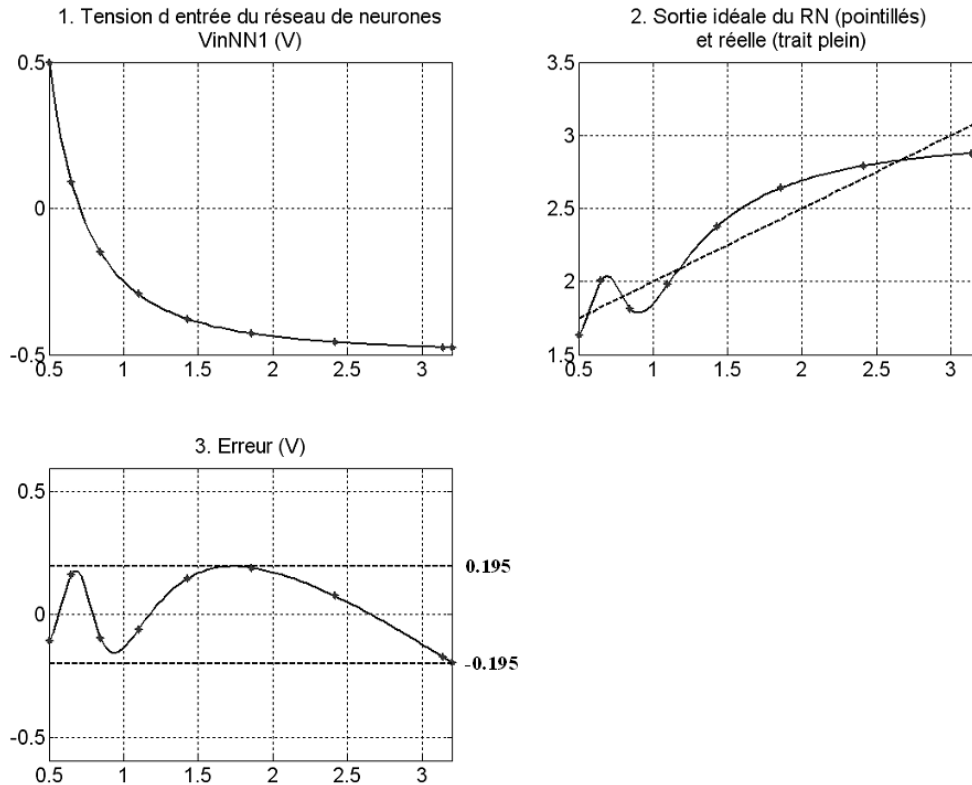 1. Tension d entrée du réseau de neurones
VinNN1 (V)
0.5
0
-0.5
0.5 1 1.5 2 2.5 3
2. Sortie idéale du RN (pointillés)
et réelle (trait plein)
3.5
3
2.5
2
1.5
0.5 1 1.5 2 2.5 3
3. Erreur (V)
0.5
0
-0.5
0.195
-0.195
0.5 1 1.5 2 2.5 3